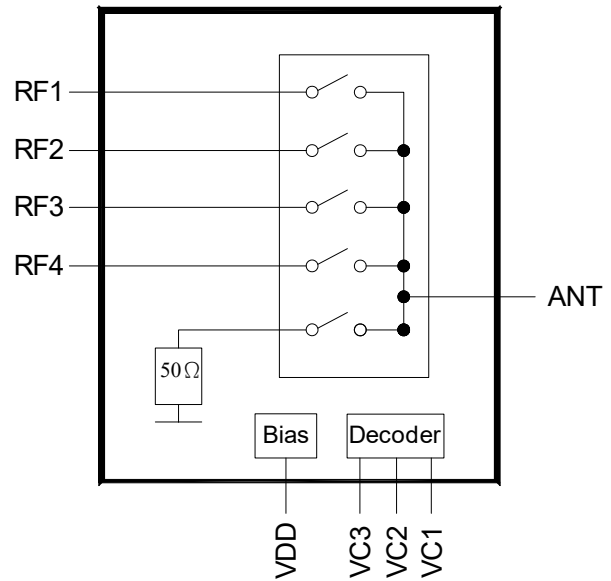 RF1
RF2
RF3
RF4
ANT
50Ω
Bias
Decoder
VDD
VC3
VC2
VC1